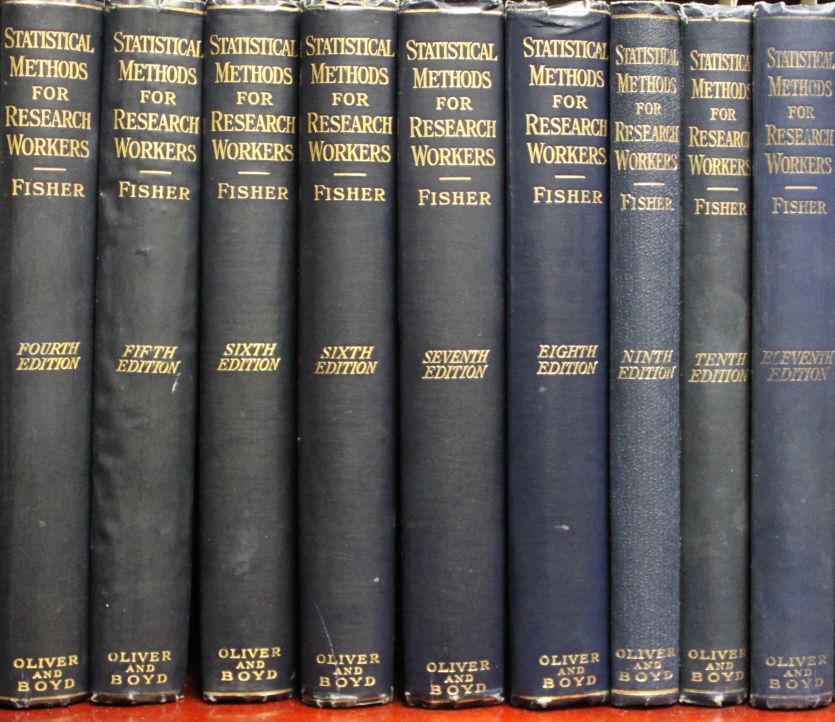 STATISTICAL
METHODS
FOR
RESEARCH
WORKERS
FISHER
FOURTH
EDITION
OLIVER
AND
BOYD
STATISTICAL
METHODS
FOR
RESEARCH
WORKERS
FISHER
FIFTH
EDITION
OLIVER
AND
BOYD
STATISTICAL
METHODS
FOR
RESEARCH
WORKERS
FISHER
SIXTH
EDITION
OLIVER
AND
BOYD
STATISTICAL
METHODS
FOR
RESEARCH
WORKERS
FISHER
SIXTH
EDITION
OLIVER
AND
BOYD
STATISTICAL
METHODS
FOR
RESEARCH
WORKERS
FISHER
SEVENTH
EDITION
OLIVER
AND
BOYD
STATISTICAL
METHODS
FOR
RESEARCH
WORKERS
FISHER
EIGHTH
EDITION
OLIVER
AND
BOYD
STATISTICAL
METHODS
FOR
RESEARCH
WORKERS
FISHER
NINTH
EDITION
OLIVER
AND
BOYD
STATISTICAL
METHODS
FOR
RESEARCH
WORKERS
FISHER
TENTH
EDITION
OLIVER
AND
BOYD
STATISTICAL
METHODS
FOR
RESEARCH
WORKERS
FISHER
ELEVENTH
EDITION
OLIVER
AND
BOYD